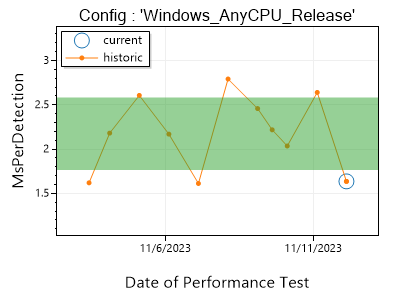 Config : 'Windows_AnyCPU_Release'
current
historic
3
2.5
2
1.5
MsPerDetection
11/6/2023
11/11/2023
Date of Performance Test